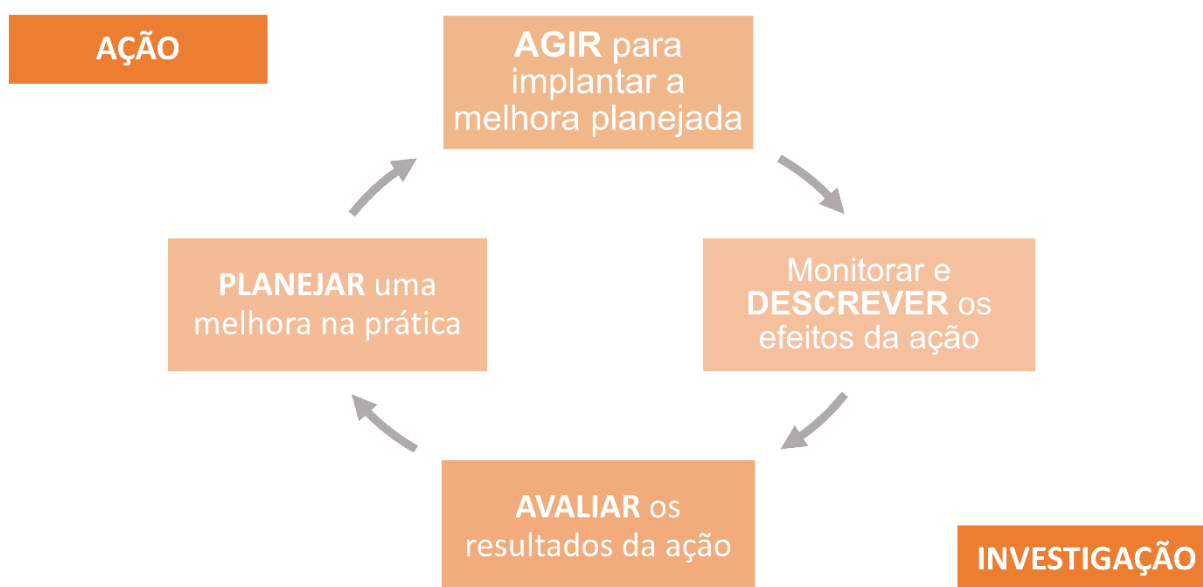 AÇÃO
AGIR para
implantar a
melhora planejada
PLANEJAR uma
melhora na prática
Monitorar e
DESCREVER os
efeitos da ação
AVALIAR os
resultados da ação
INVESTIGAÇÃO